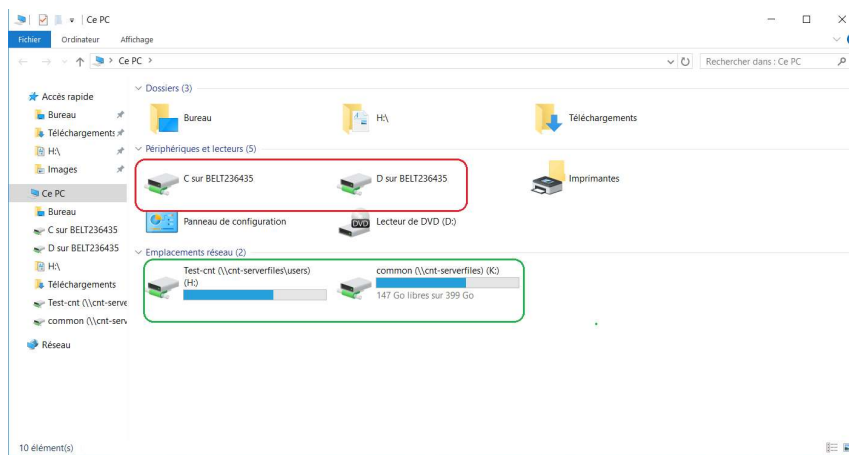 Ce PC
Fichier Ordinateur Affichage
Ce PC
Rechercher dans : Ce PC
Accès rapide
Bureau
Téléchargements
H:\
Images
Ce PC
Bureau
C sur BELT236435
D sur BELT236435
H:\
Téléchargements
Test-cnt (\\cnt-serve
common (\\cnt-serv
Réseau
Dossiers (3)
Bureau
H:\
Téléchargements
Périphériques et lecteurs (5)
C sur BELT236435
D sur BELT236435
Imprimantes
Panneau de configuration
DVD
Lecteur de DVD (D:)
Emplacements réseau (2)
Test-cnt (\\cnt-serverfiles\users)
(H:)
common (\\cnt-serverfiles) (K:)
147 Go libres sur 399 Go
10 élément(s)